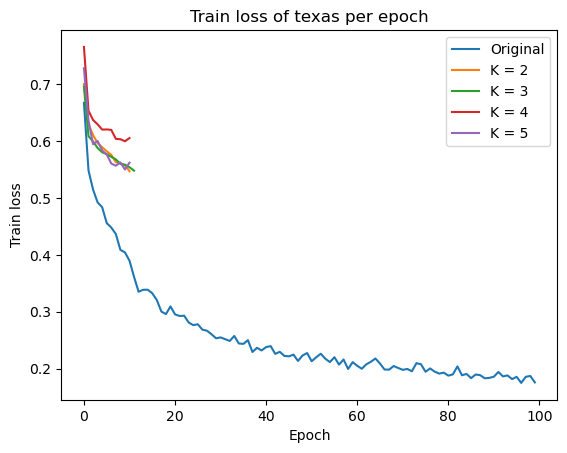 Train loss of texas per epoch
Original
K = 2
K = 3
K = 4
K = 5
Train loss
0.7
0.6
0.5
0.4
0.3
0.2
0
20
40
60
80
100
Epoch